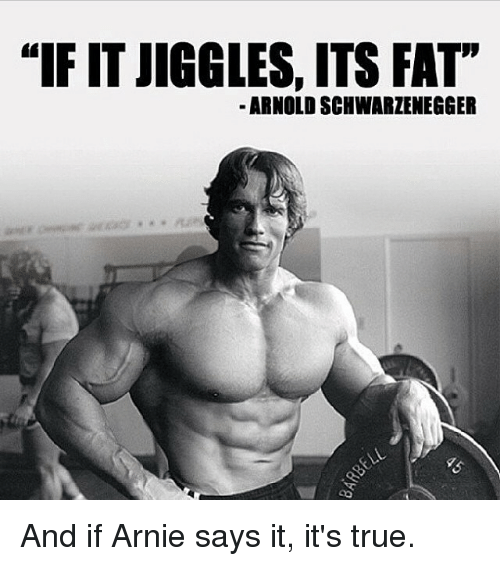 “IF IT JIGGLES, ITS FAT”
- ARNOLD SCHWARZENEGGER
BARBELL
45
And if Arnie says it, it's true.